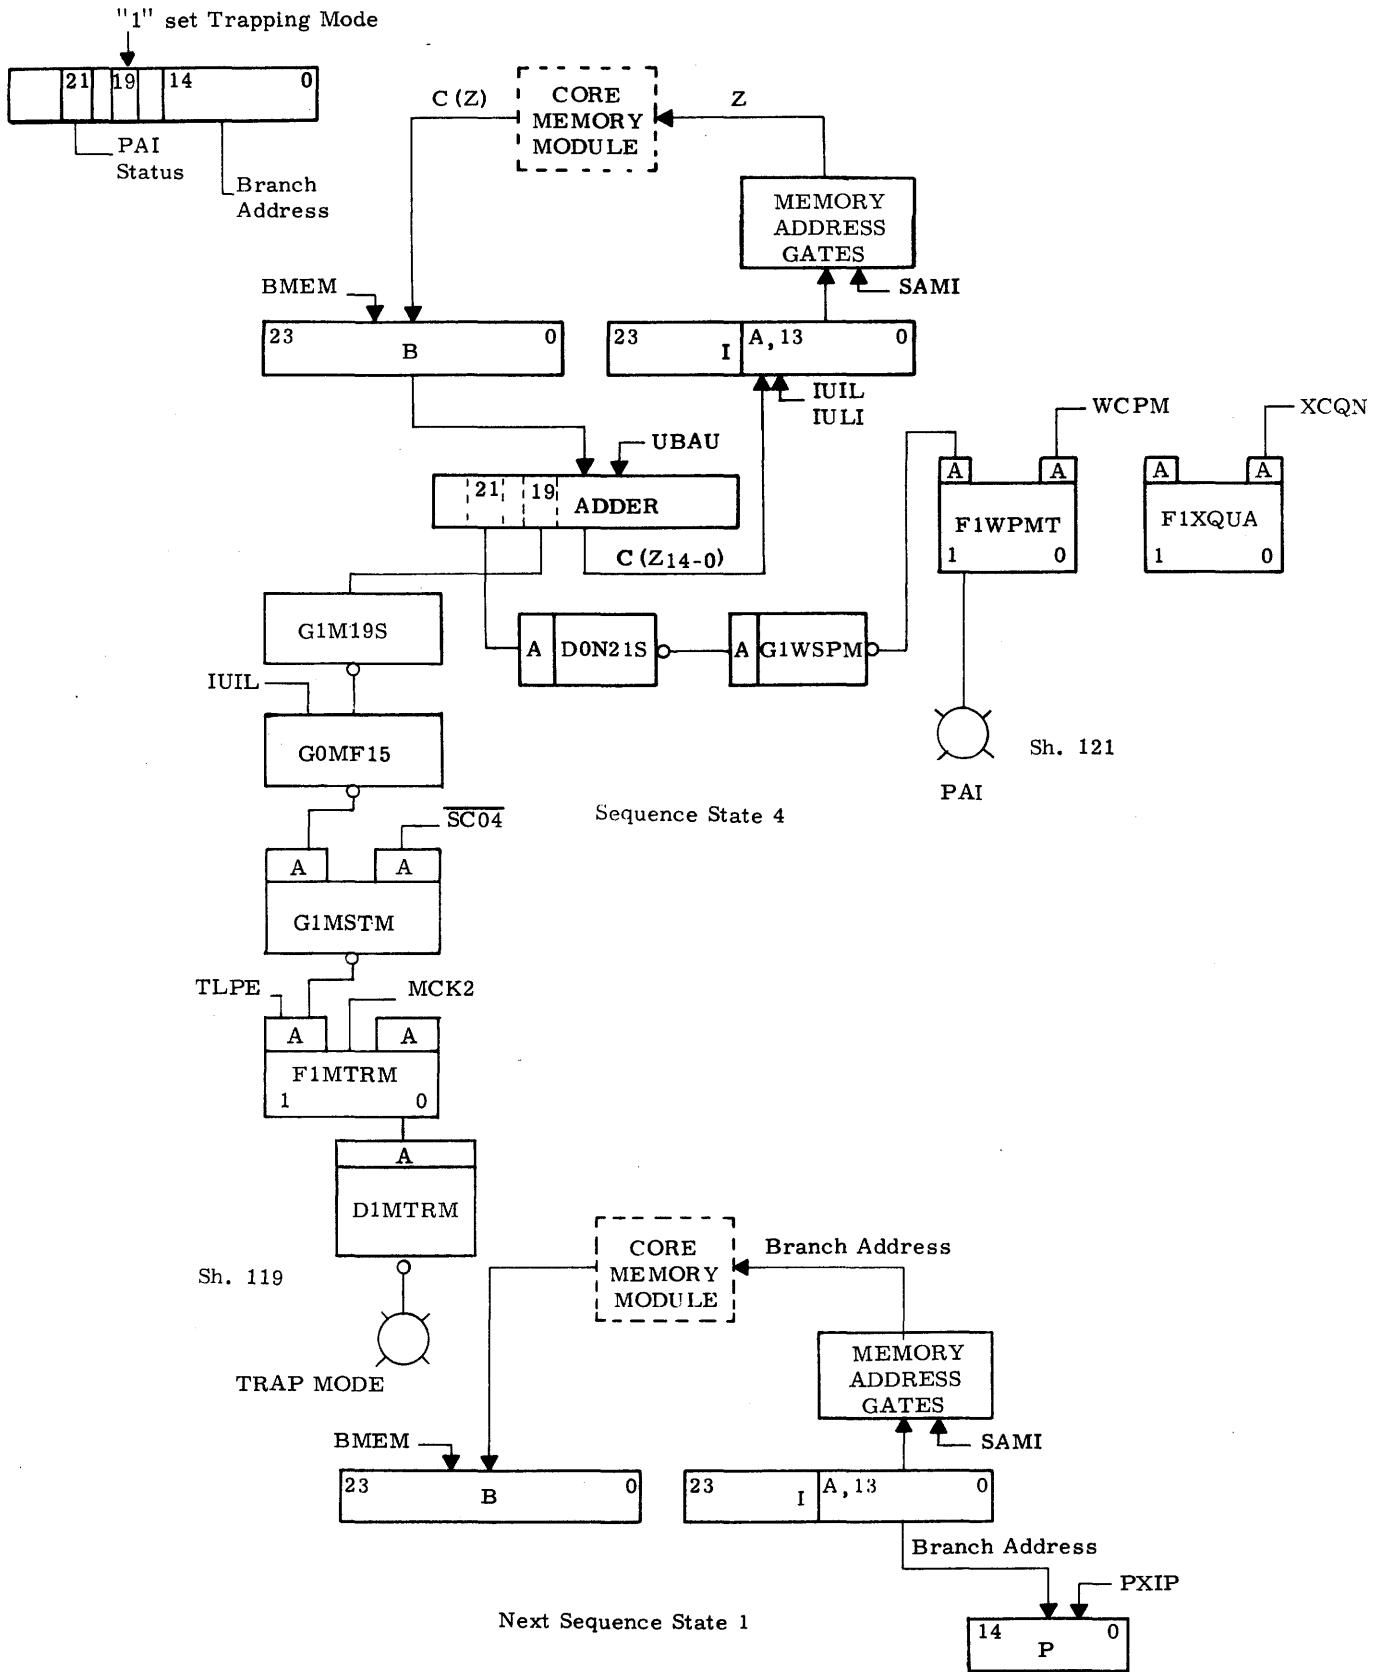 "1" set Trapping Mode
21 19 14 0
PAI
Status
Branch
Address
C (Z)
CORE
MEMORY
MODULE
Z
MEMORY
ADDRESS
GATES
SAMI
BMEM
23 B 0
23 I A, 13 0
IUIL
IULI
WCPM
XCQN
UBAU
21 19 ADDER
C (Z14-0)
A A
F1WPMT
1 0
A A
F1XQUA
1 0
G1M19S
A D0N21S
A G1WSPM
IUIL
G0MF15
Sh. 121
PAI
SC04
Sequence State 4
A A
G1MSTM
TLPE
MCK2
A A
F1MTRM
1 0
A
D1MTRM
Sh. 119
TRAP MODE
CORE
MEMORY
MODULE
Branch Address
MEMORY
ADDRESS
GATES
SAMI
BMEM
23 B 0
23 I A, 13 0
Branch Address
PXIP
Next Sequence State 1
14 P 0